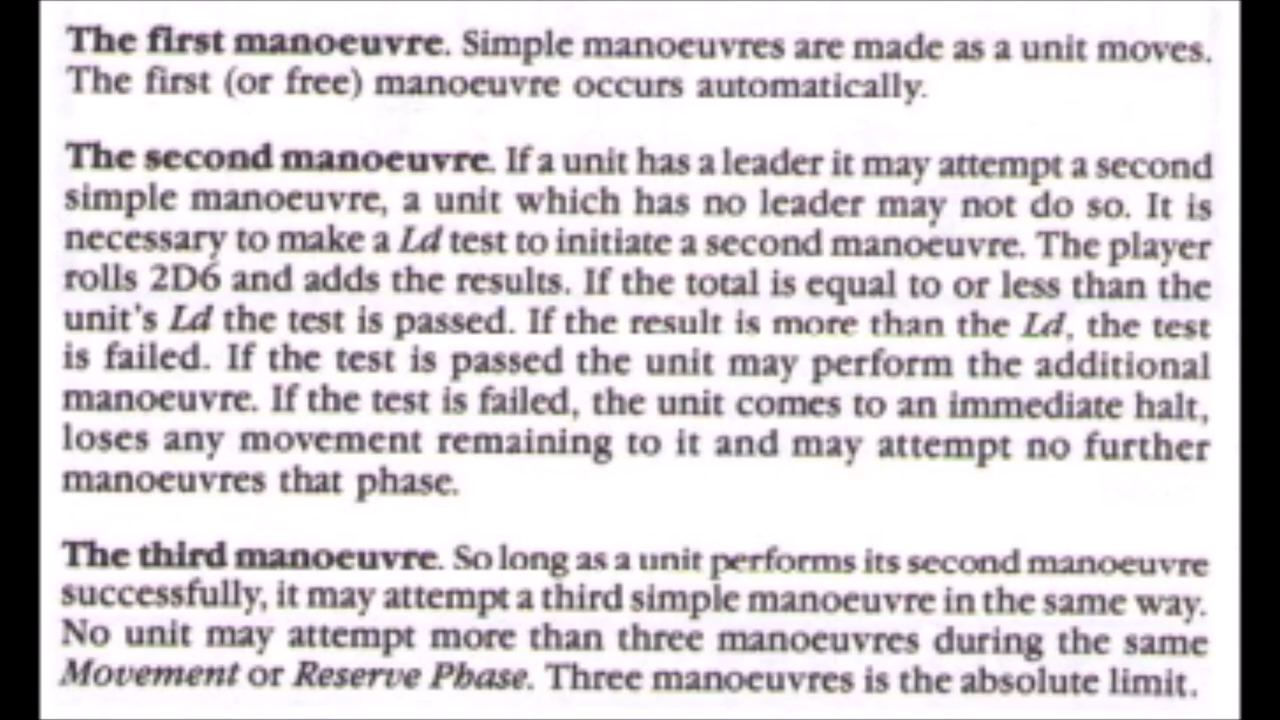 The first manoeuvre. Simple manoeuvres are made as a unit moves.
The first (or free) manoeuvre occurs automatically.
The second manoeuvre. If a unit has a leader it may attempt a second
simple manoeuvre, a unit which has no leader may not do so. It is
necessary to make a Ld test to initiate a second manoeuvre. The player
rolls 2D6 and adds the results. If the total is equal to or less than the
unit's Ld the test is passed. If the result is more than the Ld, the test
is failed. If the test is passed the unit may perform the additional
manoeuvre. If the test is failed, the unit comes to an immediate halt,
loses any movement remaining to it and may attempt no further
manoeuvres that phase.
The third manoeuvre. So long as a unit performs its second manoeuvre
successfully, it may attempt a third simple manoeuvre in the same way.
No unit may attempt more than three manoeuvres during the same
Movement or Reserve Phase. Three manoeuvres is the absolute limit.